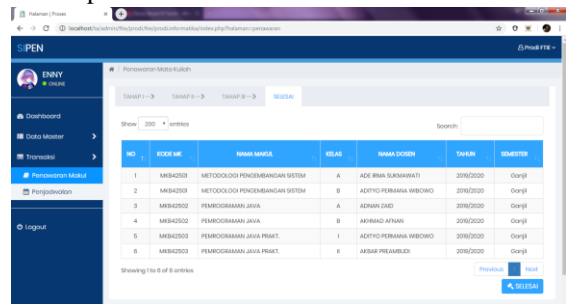 Halaman | Proses
localhost/ta/admin/file/prodi/file/prodi.informatika/index.php?halaman=penawaran
SIPEN
Prodi FTIE
ENNY
ONLINE
Penawaran Mata Kuliah
TAHAP I
TAHAP II
TAHAP III
SELESAI
Dashboard
Data Master
Transaksi
Penawaran Makul
Penjadwalan
Logout
Show 200 entries
Search:
NO KODE MK NAMA MAKUL KELAS NAMA DOSEN TAHUN SEMESTER
1 MKB42501 METODOLOGI PENGEMBANGAN SISTEM A ADE IRMA SUKMAWATI 2019/2020 Ganjil
2 MKB42501 METODOLOGI PENGEMBANGAN SISTEM B ADITYO PERMANA WIBOWO 2019/2020 Ganjil
3 MKB42502 PEMROGRAMAN JAVA A ADNAN ZAID 2019/2020 Ganjil
4 MKB42502 PEMROGRAMAN JAVA B AKHMAD AFNAN 2019/2020 Ganjil
5 MKB42503 PEMROGRAMAN JAVA PRAKT. I ADITYO PERMANA WIBOWO 2019/2020 Ganjil
6 MKB42503 PEMROGRAMAN JAVA PRAKT. II AKBAR PREAMBUDI 2019/2020 Ganjil
Showing 1 to 6 of 6 entries
Previous 1 Next
SELESAI